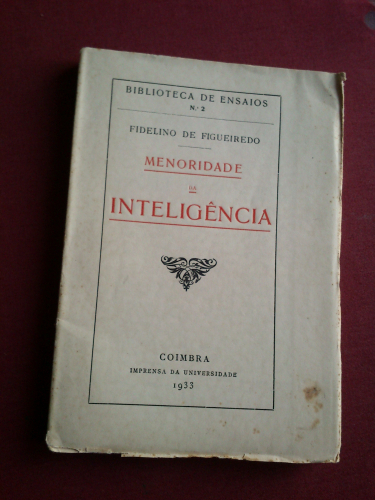 BIBLIOTECA DE ENSAIOS
N.º 2
FIDELINO DE FIGUEIREDO
MENORIDADE
DA
INTELIGÊNCIA
COIMBRA
IMPRENSA DA UNIVERSIDADE
1933